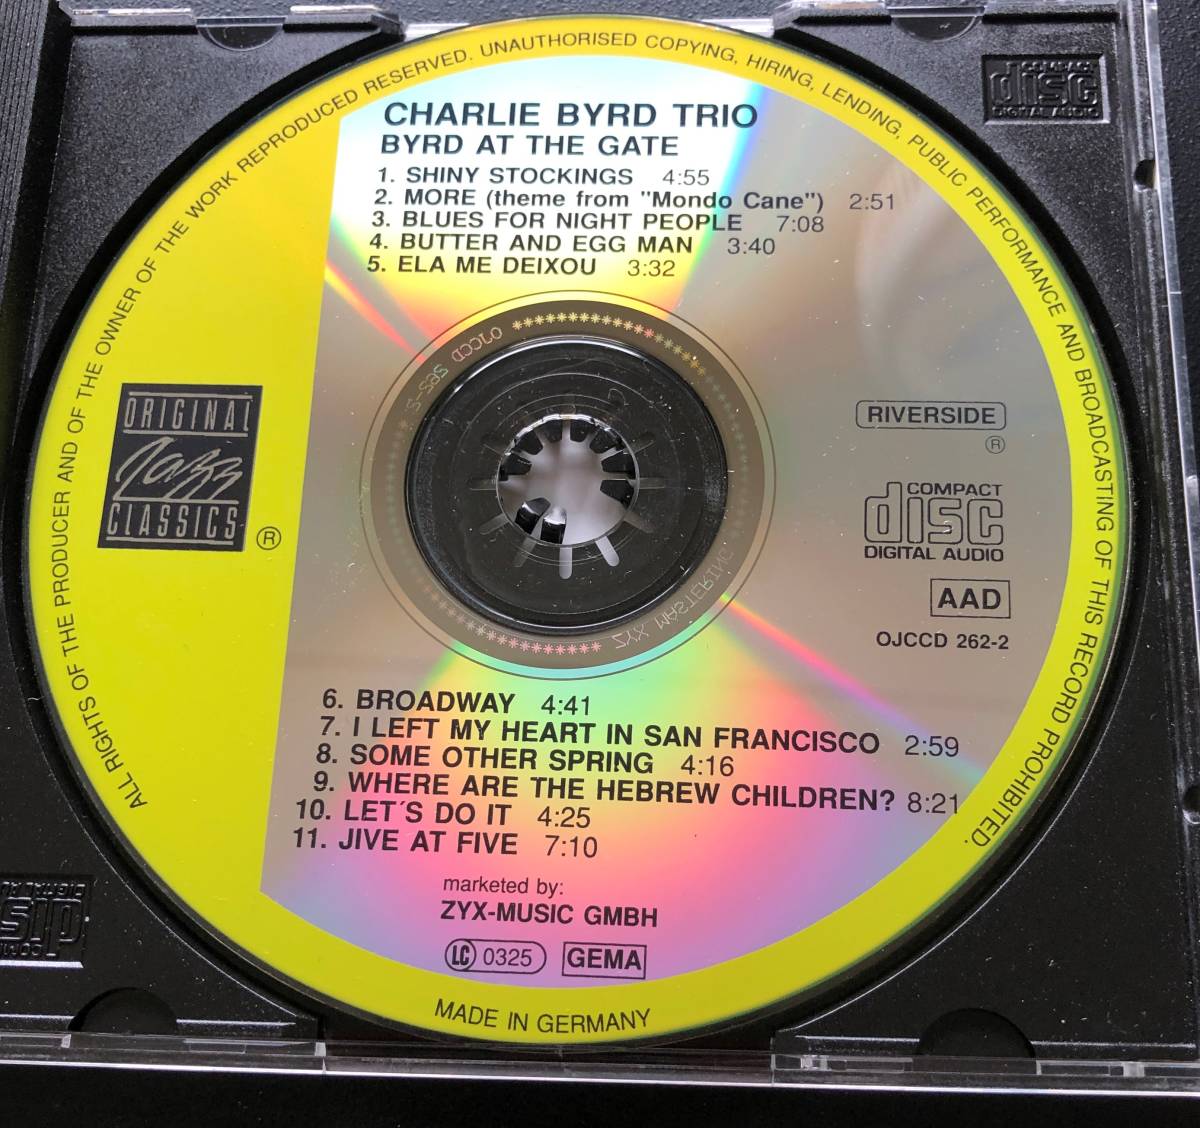 ALL RIGHTS OF THE PRODUCER AND OF THE OWNER OF THE WORK REPRODUCED RESERVED. UNAUTHORISED COPYING, HIRING, LENDING, PUBLIC PERFORMANCE AND BROADCASTING OF THIS RECORD PROHIBITED.
CHARLIE BYRD TRIO
BYRD AT THE GATE
1. SHINY STOCKINGS 4:55
2. MORE (theme from "Mondo Cane") 2:51
3. BLUES FOR NIGHT PEOPLE 7:08
4. BUTTER AND EGG MAN 3:40
5. ELA ME DEIXOU 3:32
ORIGINAL
Jazz
CLASSICS
®
RIVERSIDE
®
COMPACT
disc
DIGITAL AUDIO
AAD
OJCCD 262-2
ZYX MASTERING
6. BROADWAY 4:41
7. I LEFT MY HEART IN SAN FRANCISCO 2:59
8. SOME OTHER SPRING 4:16
9. WHERE ARE THE HEBREW CHILDREN? 8:21
10. LET´S DO IT 4:25
11. JIVE AT FIVE 7:10
marketed by:
ZYX-MUSIC GMBH
LC 0325 GEMA
MADE IN GERMANY
COMPACT
disc
DIGITAL AUDIO